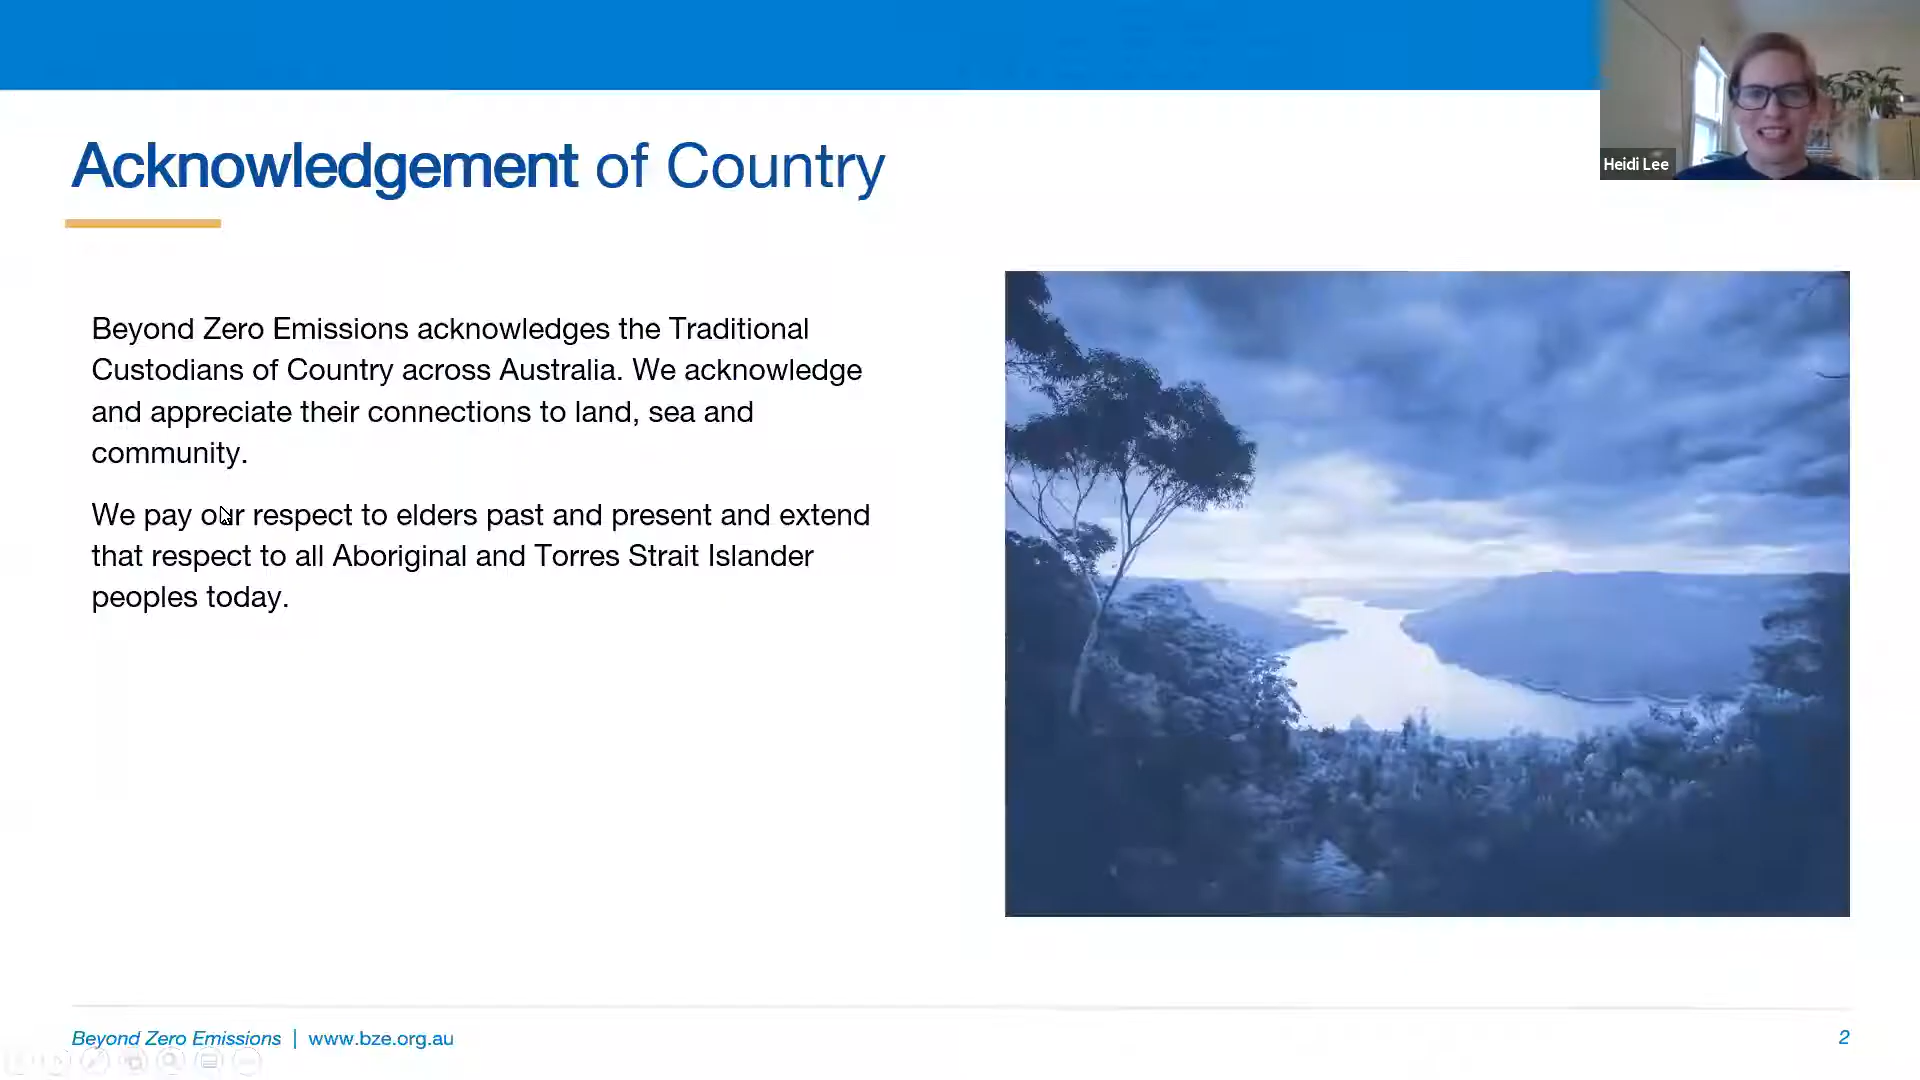 Heidi Lee
Acknowledgement of Country
Beyond Zero Emissions acknowledges the Traditional
Custodians of Country across Australia. We acknowledge
and appreciate their connections to land, sea and
community.
We pay our respect to elders past and present and extend
that respect to all Aboriginal and Torres Strait Islander
peoples today.
Beyond Zero Emissions | www.bze.org.au
2